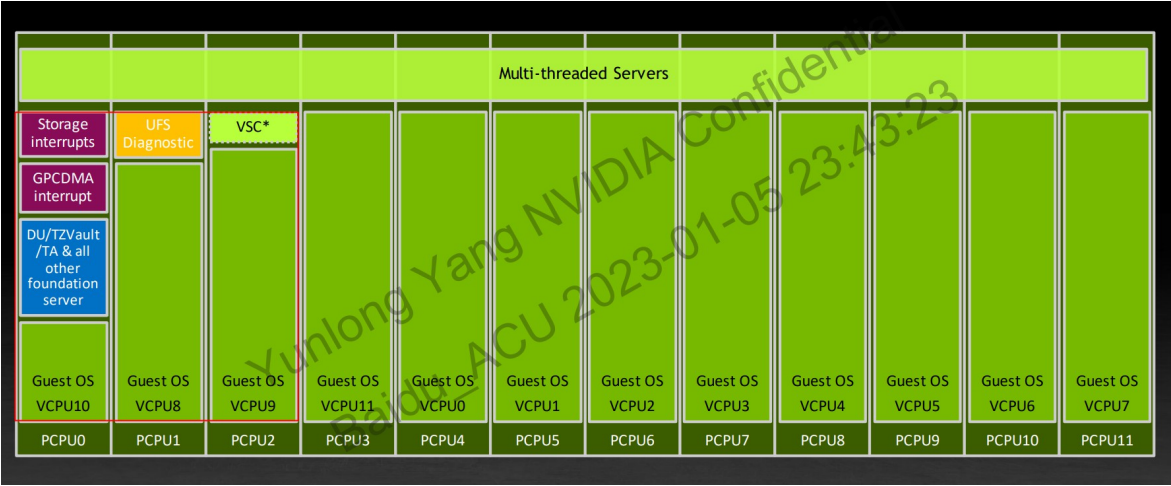 Multi-threaded Servers
Storage
interrupts
UFS
Diagnostic
VSC*
GPCDMA
interrupt
DU/TZVault
/TA & all
other
foundation
server
Guest OS
VCPU10
Guest OS
VCPU8
Guest OS
VCPU9
Guest OS
VCPU11
Guest OS
VCPU0
Guest OS
VCPU1
Guest OS
VCPU2
Guest OS
VCPU3
Guest OS
VCPU4
Guest OS
VCPU5
Guest OS
VCPU6
Guest OS
VCPU7
PCPU0
PCPU1
PCPU2
PCPU3
PCPU4
PCPU5
PCPU6
PCPU7
PCPU8
PCPU9
PCPU10
PCPU11
Yunlong Yang NVIDIA Confidential
Baidu_ACU 2023-01-05 23:43:23